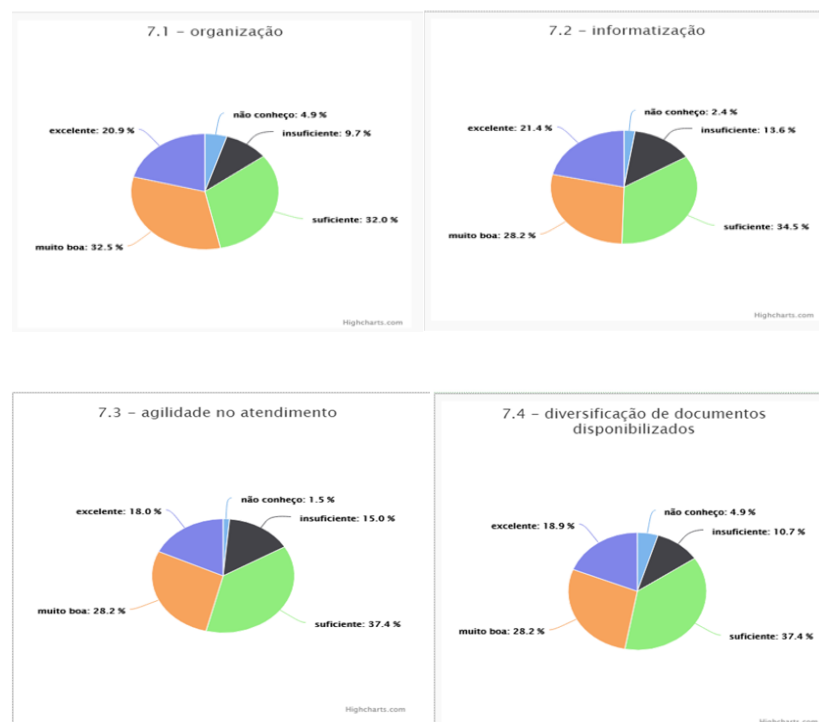 7.1 – organização
não conheço: 4.9 %
excelente: 20.9 %
insuficiente: 9.7 %
suficiente: 32.0 %
muito boa: 32.5 %
Highcharts.com
7.2 – informatização
não conheço: 2.4 %
excelente: 21.4 %
insuficiente: 13.6 %
suficiente: 34.5 %
muito boa: 28.2 %
Highcharts.com
7.3 – agilidade no atendimento
não conheço: 1.5 %
excelente: 18.0 %
insuficiente: 15.0 %
muito boa: 28.2 %
suficiente: 37.4 %
Highcharts.com
7.4 – diversificação de documentos
disponibilizados
não conheço: 4.9 %
excelente: 18.9 %
insuficiente: 10.7 %
muito boa: 28.2 %
suficiente: 37.4 %
Highcharts.com